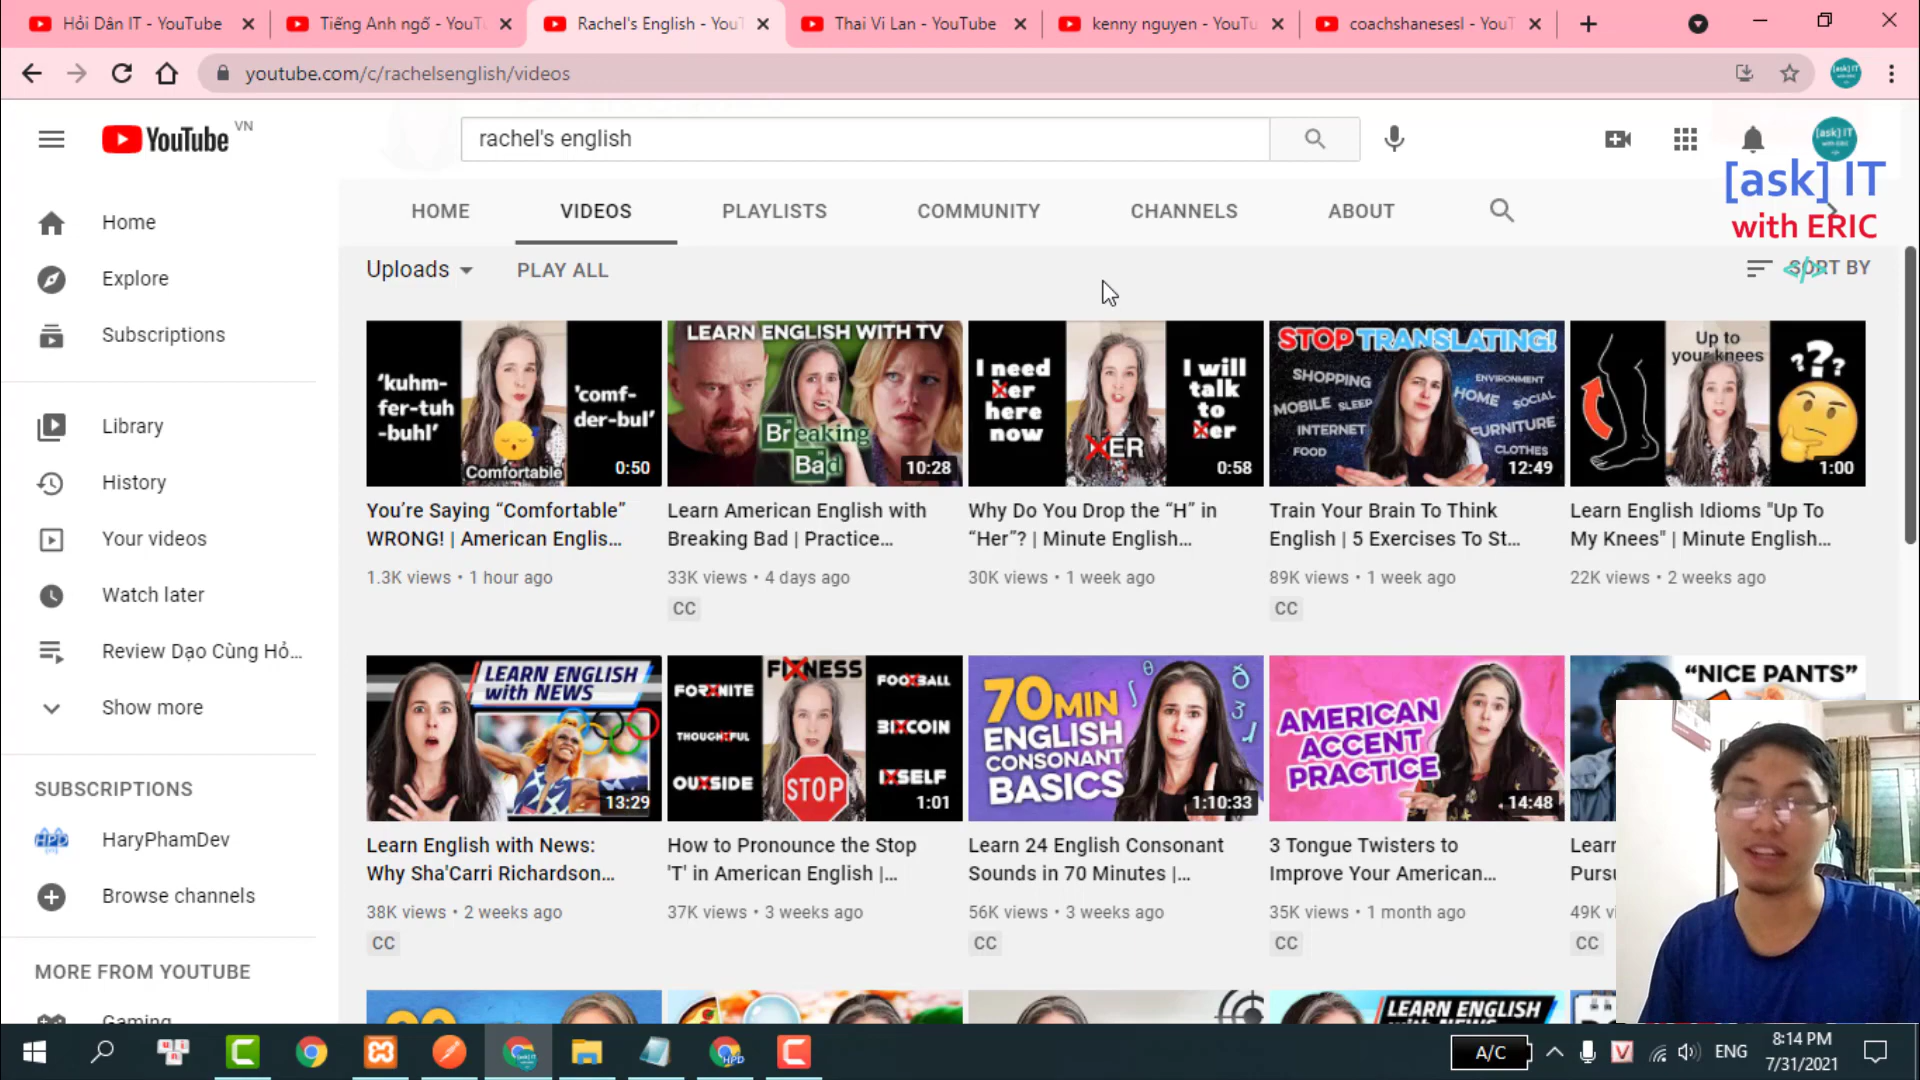 Hỏi Dân IT - YouTube
Tiếng Anh ngố - YouTu
Rachel's English - YouT
Thai Vi Lan - YouTube
kenny nguyen - YouTu
coachshanesesl - YouT
youtube.com/c/rachelsenglish/videos
YouTube VN
rachel's english
[ask] IT
with ERIC
</>
HOME
VIDEOS
PLAYLISTS
COMMUNITY
CHANNELS
ABOUT
Uploads
PLAY ALL
SORT BY
Home
Explore
Subscriptions
Library
History
Your videos
Watch later
Review Dạo Cùng Hỏ...
Show more
SUBSCRIPTIONS
HaryPhamDev
Browse channels
MORE FROM YOUTUBE
Gaming
'kuhm-
fer-tuh
-buhl'
'comf-
der-bul'
Comfortable
0:50
You're Saying “Comfortable”
WRONG! | American Englis...
1.3K views • 1 hour ago
LEARN ENGLISH WITH TV
Breaking
Bad
10:28
Learn American English with
Breaking Bad | Practice...
33K views • 4 days ago
CC
I need
Her
here
now
I will
talk
to
her
HER
0:58
Why Do You Drop the “H” in
“Her”? | Minute English...
30K views • 1 week ago
STOP TRANSLATING!
SHOPPING
MOBILE
SLEEP
INTERNET
FOOD
ENVIRONMENT
HOME
SOCIAL
FURNITURE
CLOTHES
12:49
Train Your Brain To Think
English | 5 Exercises To St...
89K views • 1 week ago
CC
Up to
your knees
???
1:00
Learn English Idioms "Up To
My Knees" | Minute English...
22K views • 2 weeks ago
LEARN ENGLISH
with NEWS
13:29
Learn English with News:
Why Sha'Carri Richardson...
38K views • 2 weeks ago
CC
FITNESS
FORTNITE
THOUGHTFUL
OUTSIDE
FOOTBALL
BITCOIN
ITSELF
STOP
1:01
How to Pronounce the Stop
'T' in American English |...
37K views • 3 weeks ago
70MIN
ENGLISH
CONSONANT
BASICS
1:10:33
Learn 24 English Consonant
Sounds in 70 Minutes |...
56K views • 3 weeks ago
CC
AMERICAN
ACCENT
PRACTICE
14:48
3 Tongue Twisters to
Improve Your American...
35K views • 1 month ago
CC
“NICE PANTS”
Learn
Pursu
49K vi
CC
LEARN ENGLISH
A/C
ENG
8:14 PM
7/31/2021